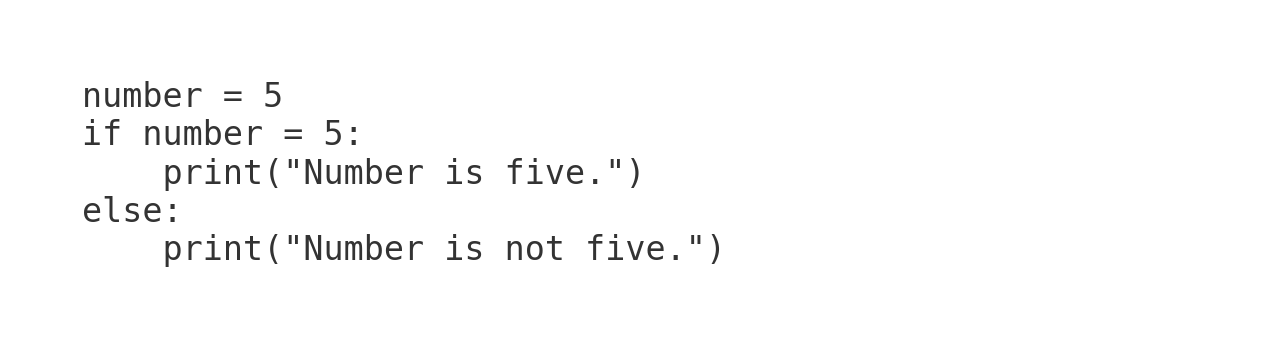 number = 5
if number = 5:
    print("Number is five.")
else:
    print("Number is not five.")